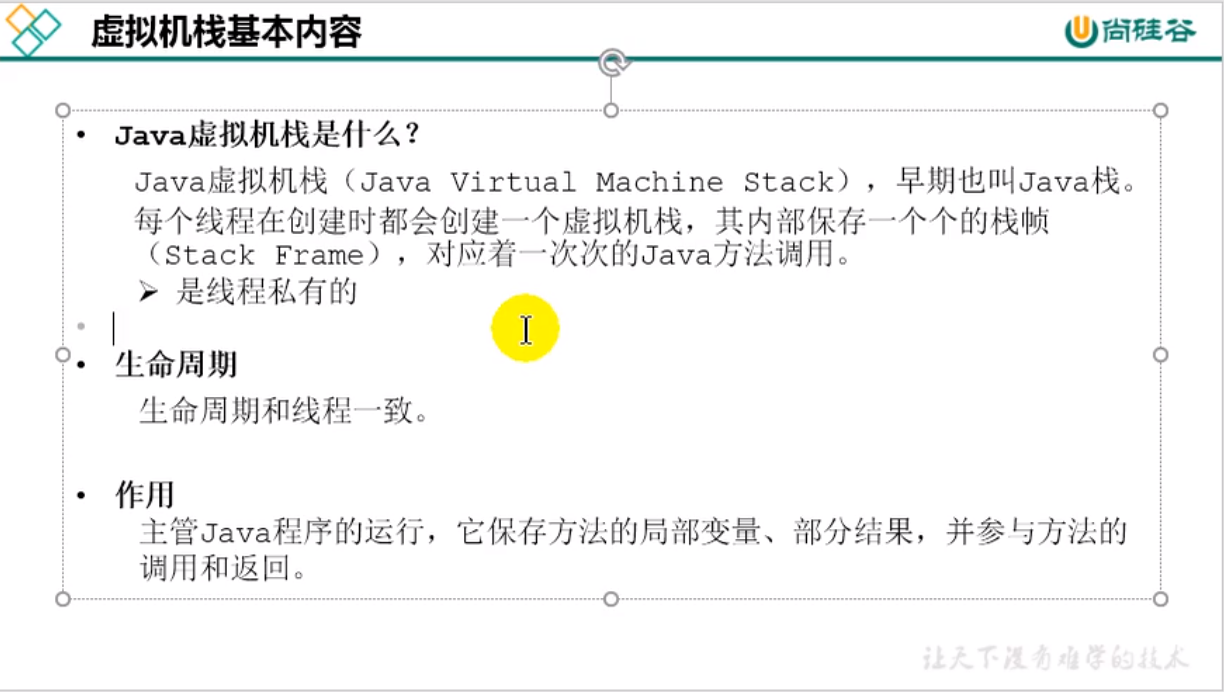 虚拟机栈基本内容
尚硅谷
• Java虚拟机栈是什么？
Java虚拟机栈（Java Virtual Machine Stack），早期也叫Java栈。
每个线程在创建时都会创建一个虚拟机栈，其内部保存一个个的栈帧
（Stack Frame），对应着一次次的Java方法调用。
➢ 是线程私有的
• 生命周期
生命周期和线程一致。
• 作用
主管Java程序的运行，它保存方法的局部变量、部分结果，并参与方法的
调用和返回。
让天下没有难学的技术